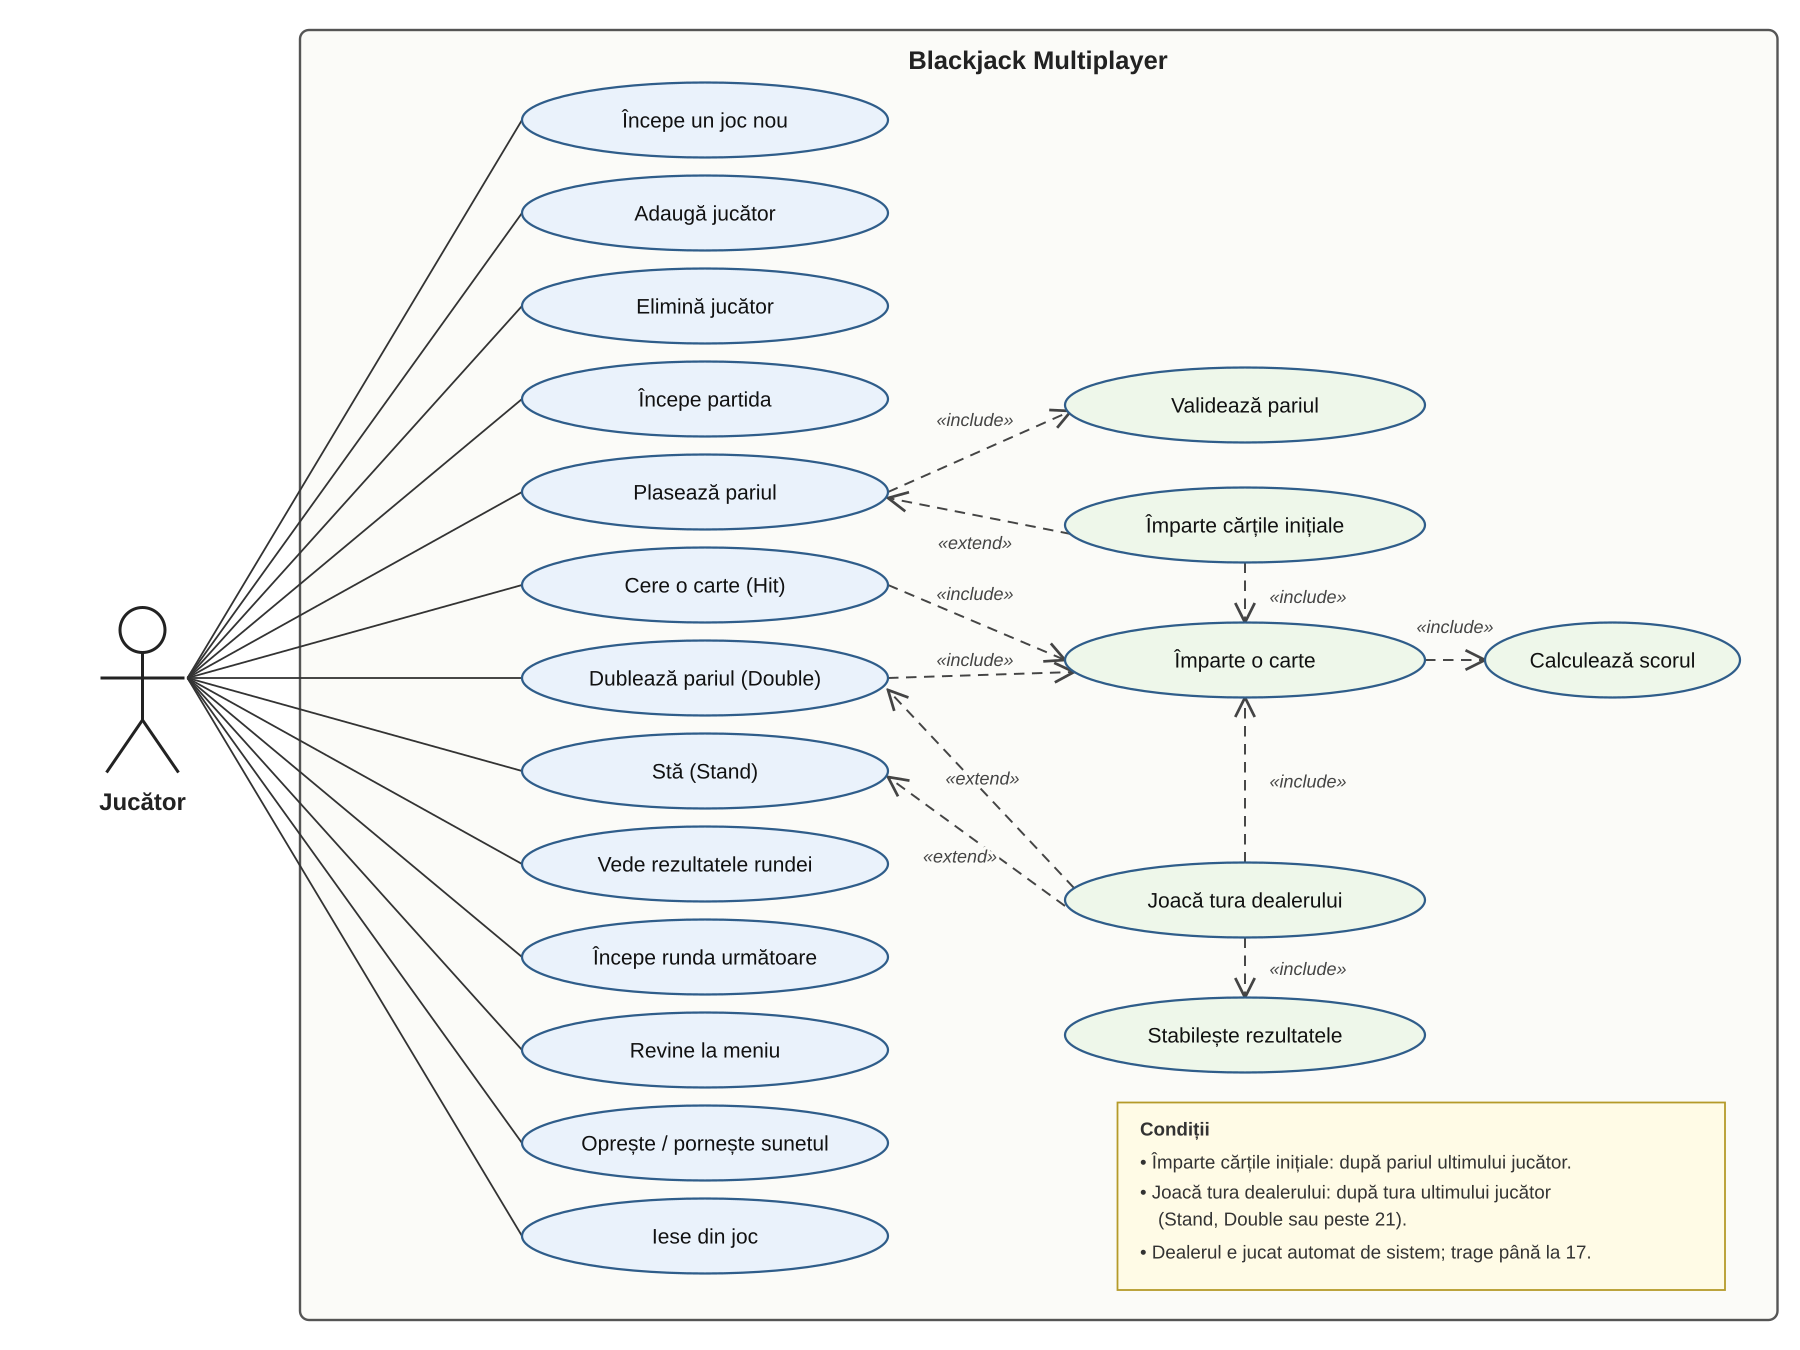 Blackjack Multiplayer
Începe un joc nou
Adaugă jucător
Elimină jucător
Începe partida
Validează pariul
«include»
Plasează pariul
Împarte cărțile inițiale
«extend»
Cere o carte (Hit)
«include»
«include»
«include»
Împarte o carte
«include»
Calculează scorul
Dublează pariul (Double)
Stă (Stand)
«extend»
«include»
Jucător
«extend»
Vede rezultatele rundei
Joacă tura dealerului
Începe runda următoare
«include»
Stabilește rezultatele
Revine la meniu
Oprește / pornește sunetul
Iese din joc
Condiții
• Împarte cărțile inițiale: după pariul ultimului jucător.
• Joacă tura dealerului: după tura ultimului jucător
(Stand, Double sau peste 21).
• Dealerul e jucat automat de sistem; trage până la 17.